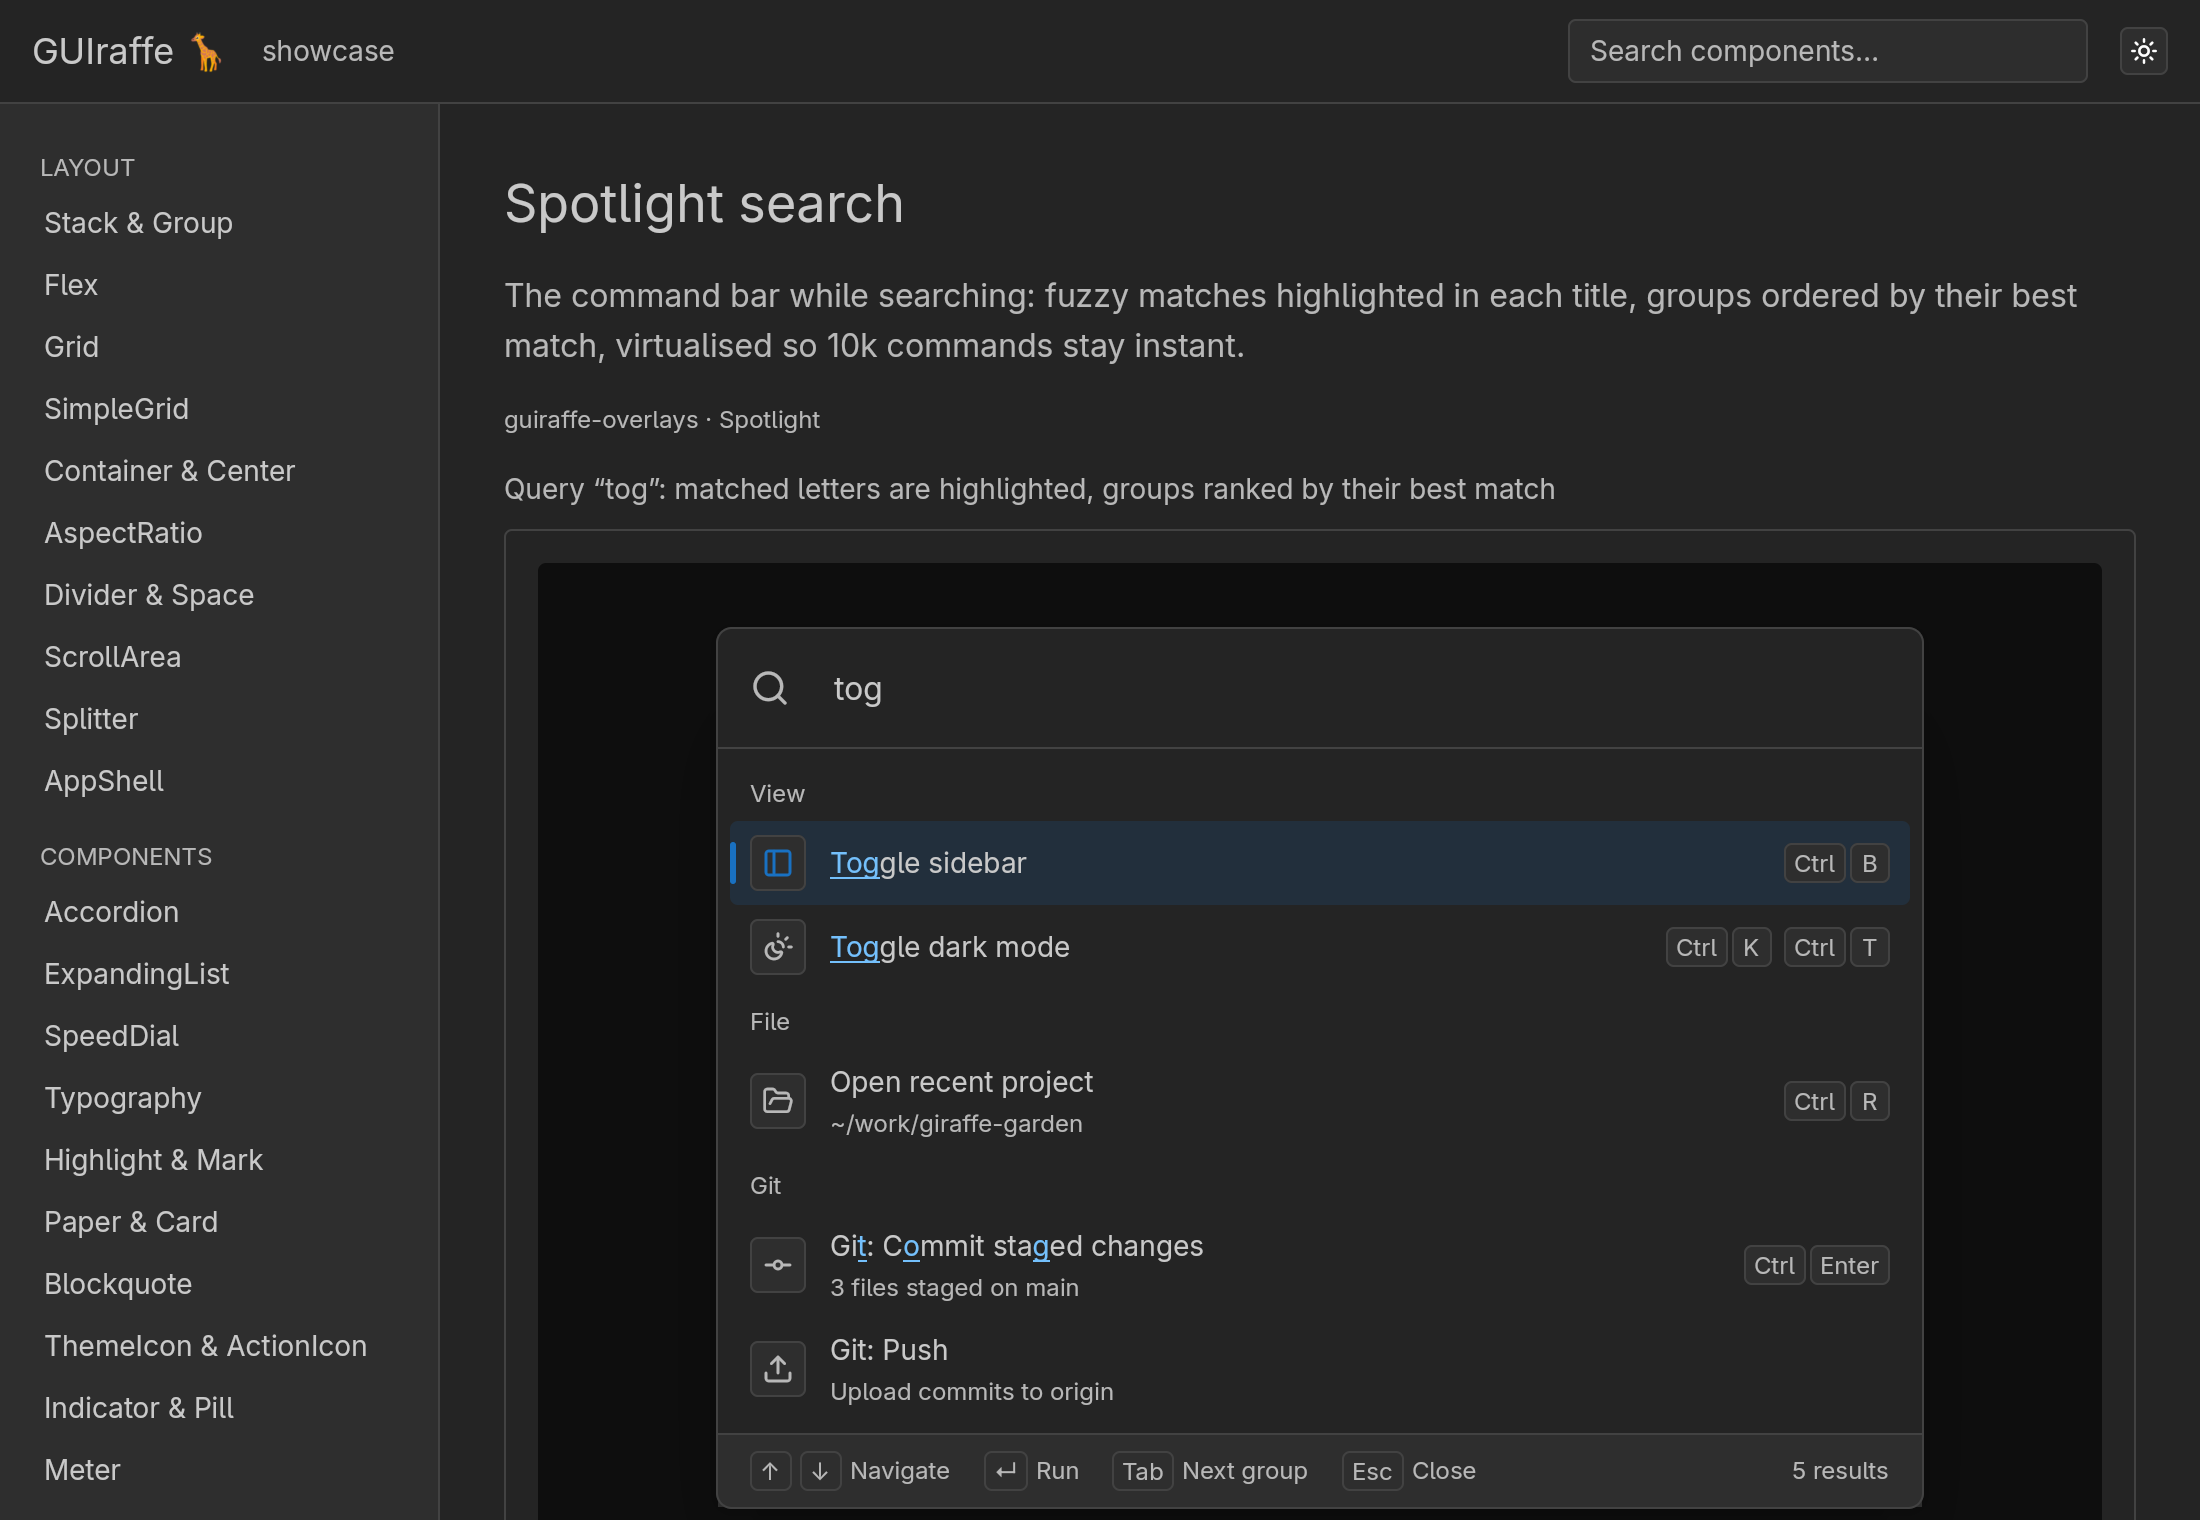 GUIraffe 🦒 showcase
Search components...
LAYOUT
Stack & Group
Flex
Grid
SimpleGrid
Container & Center
AspectRatio
Divider & Space
ScrollArea
Splitter
AppShell
COMPONENTS
Accordion
ExpandingList
SpeedDial
Typography
Highlight & Mark
Paper & Card
Blockquote
ThemeIcon & ActionIcon
Indicator & Pill
Meter
Spotlight search
The command bar while searching: fuzzy matches highlighted in each title, groups ordered by their best
match, virtualised so 10k commands stay instant.
guiraffe-overlays · Spotlight
Query “tog”: matched letters are highlighted, groups ranked by their best match
tog
View
Toggle sidebar Ctrl B
Toggle dark mode Ctrl K Ctrl T
File
Open recent project Ctrl R
~/work/giraffe-garden
Git
Git: Commit staged changes Ctrl Enter
3 files staged on main
Git: Push
Upload commits to origin
↑ ↓ Navigate ↵ Run Tab Next group Esc Close 5 results